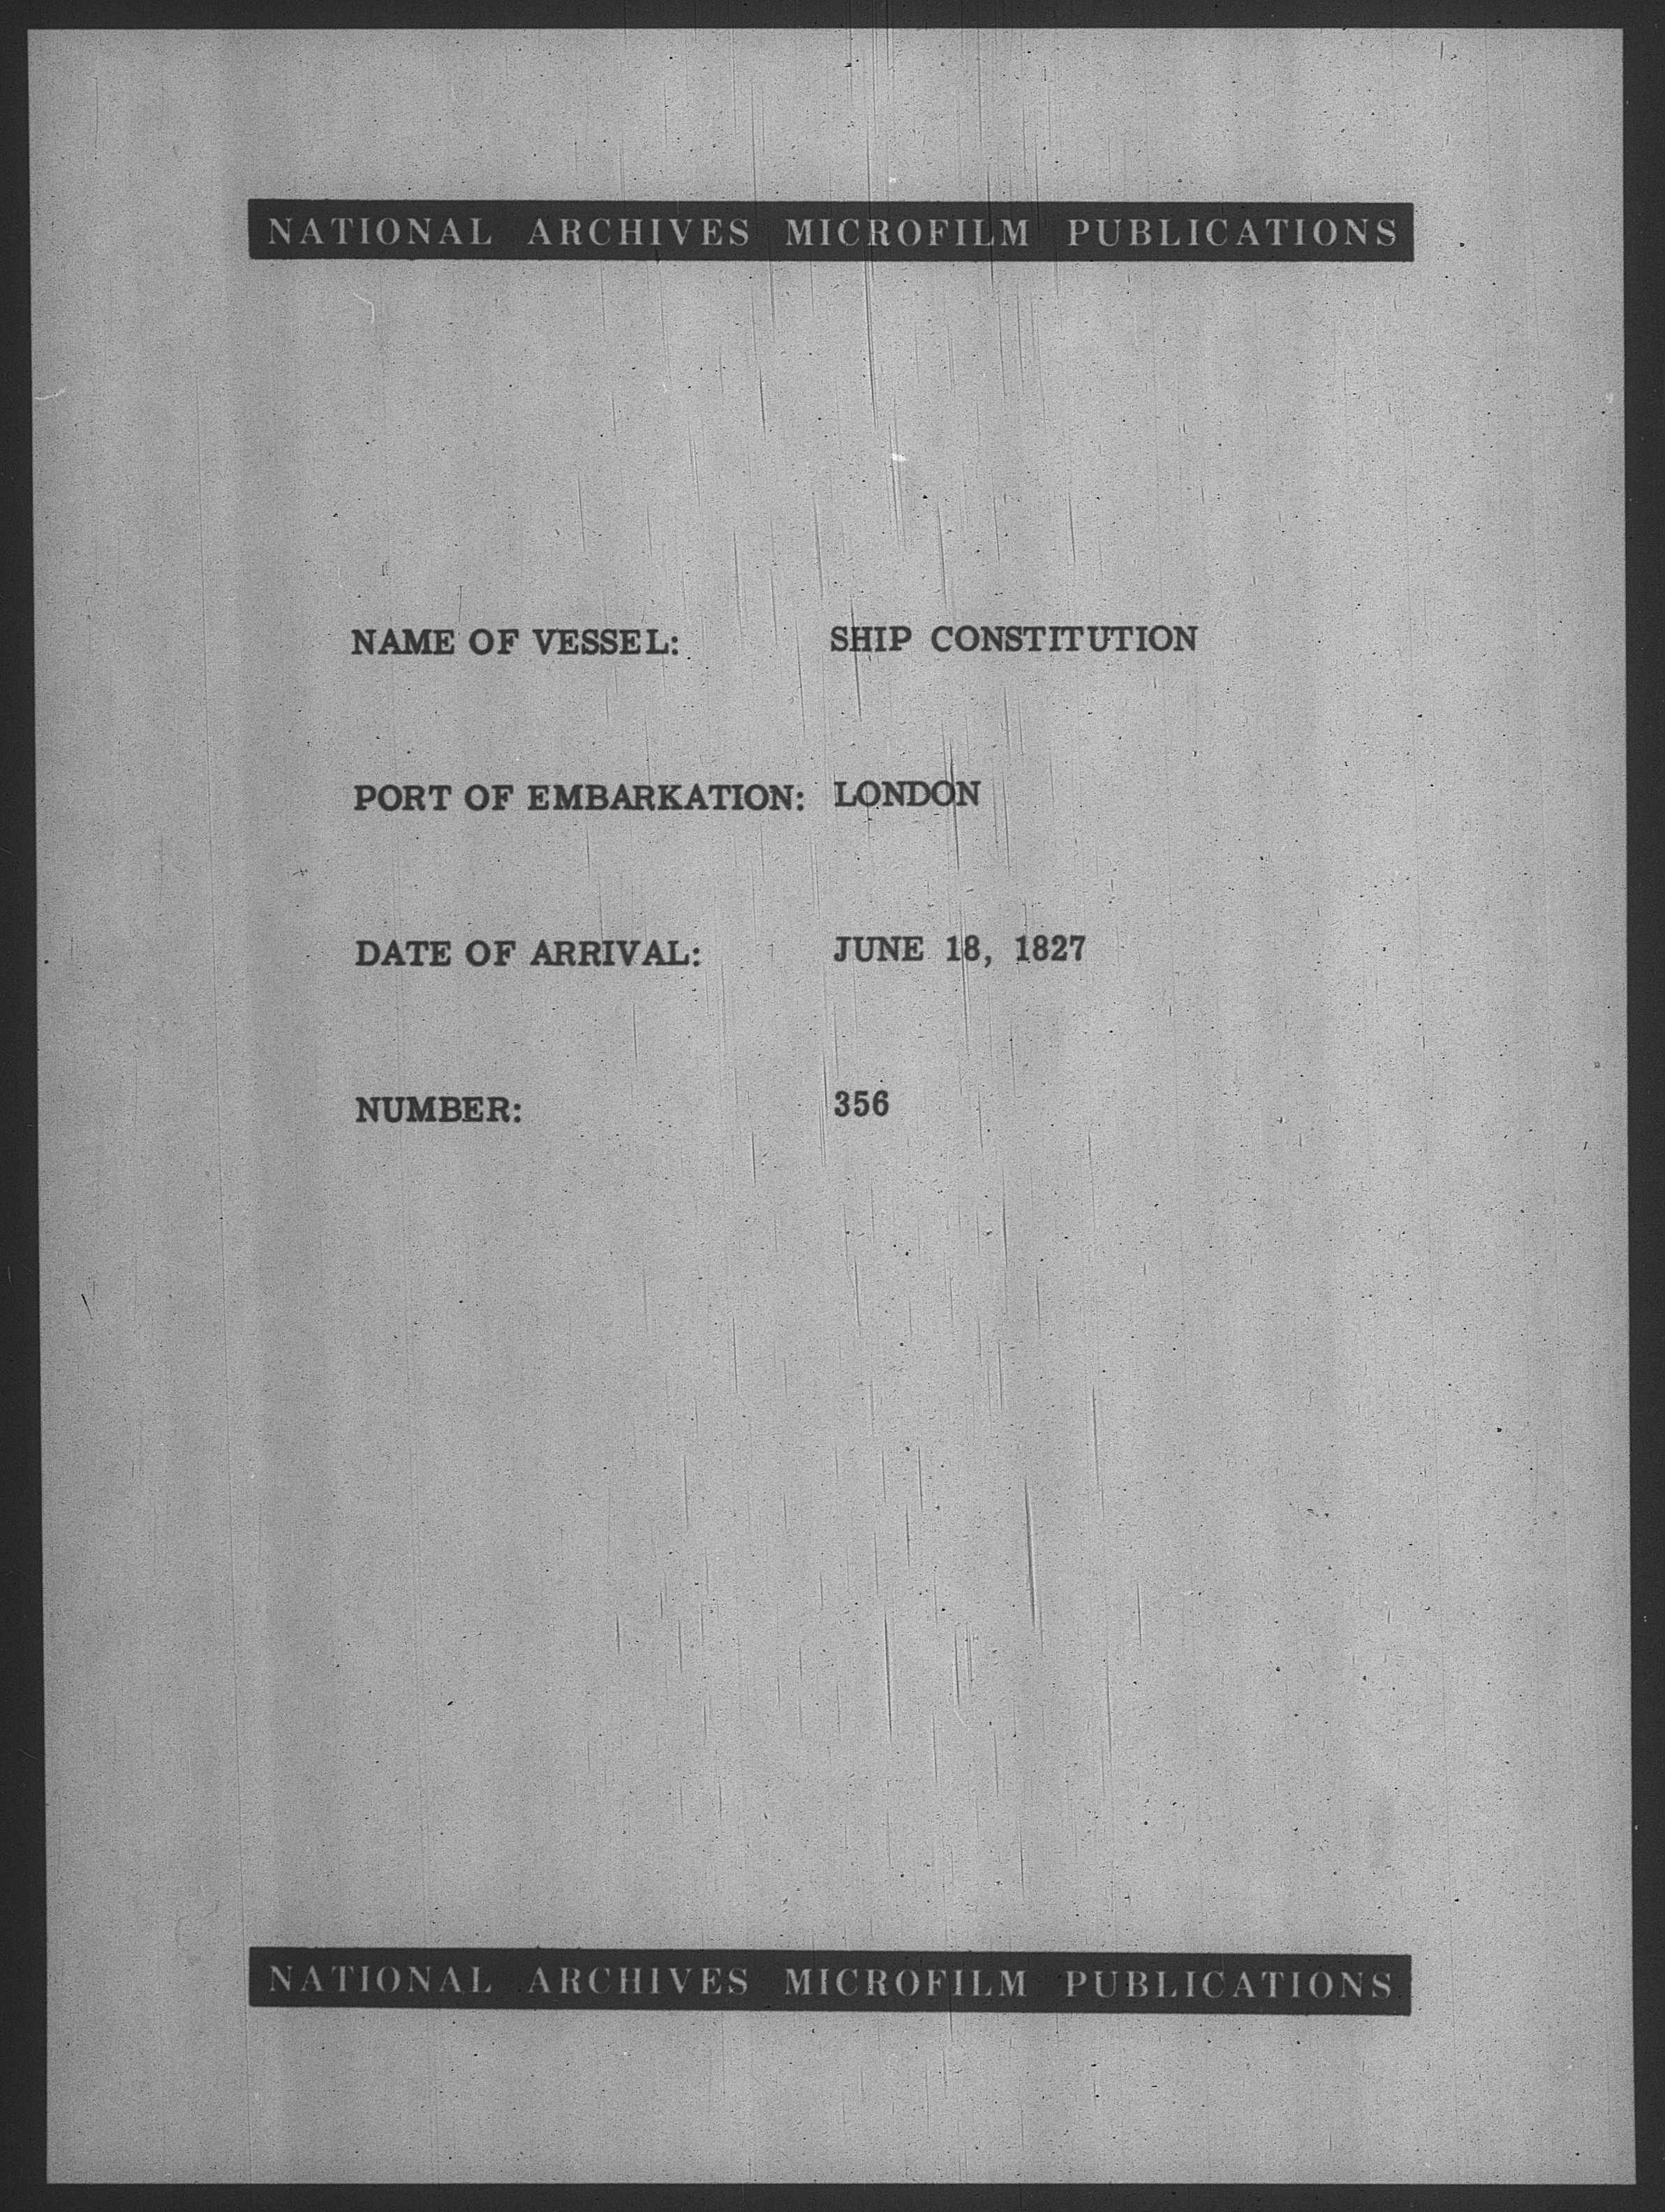 NATIONAL ARCHIVES MICROFILM PUBLICATIONS
NAME OF VESSEL: SHIP CONSTITUTION
PORT OF EMBARKATION: LONDON
DATE OF ARRIVAL: JUNE 18, 1827
NUMBER: 356
NATIONAL ARCHIVES MICROFILM PUBLICATIONS